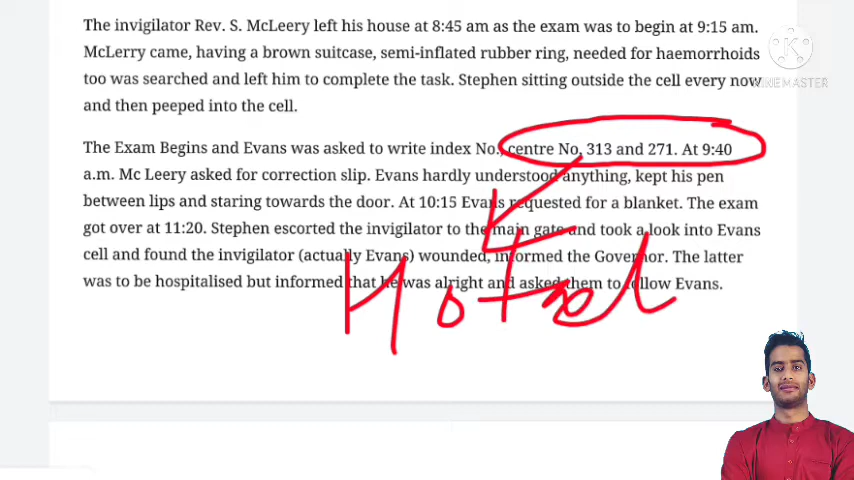 The invigilator Rev. S. McLeery left his house at 8:45 am as the exam was to begin at 9:15 am.
McLerry came, having a brown suitcase, semi-inflated rubber ring, needed for haemorrhoids
too was searched and left him to complete the task. Stephen sitting outside the cell every now
and then peeped into the cell.
The Exam Begins and Evans was asked to write index No., centre No, 313 and 271. At 9:40
a.m. Mc Leery asked for correction slip. Evans hardly understood anything, kept his pen
between lips and staring towards the door. At 10:15 Evans requested for a blanket. The exam
got over at 11:20. Stephen escorted the invigilator to the main gate and took a look into Evans
cell and found the invigilator (actually Evans) wounded, informed the Governor. The latter
was to be hospitalised but informed that he was alright and asked them to follow Evans.
Hotel
K
KINEMASTER